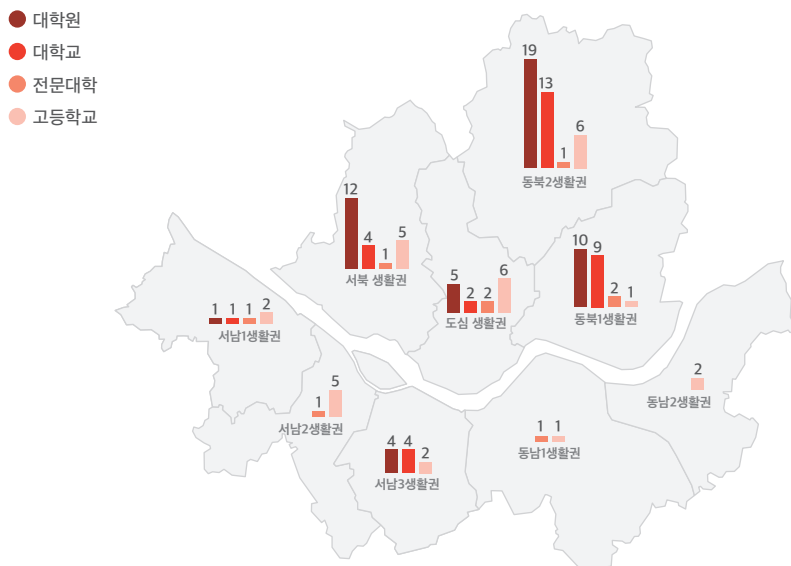 대학원
대학교
전문대학
고등학교
19
13
1
6
동북2생활권
12
4
1
5
서북 생활권
5
2
2
6
도심 생활권
10
9
2
1
동북1생활권
1
1
1
2
서남1생활권
1
5
서남2생활권
4
4
2
서남3생활권
1
1
동남1생활권
2
동남2생활권